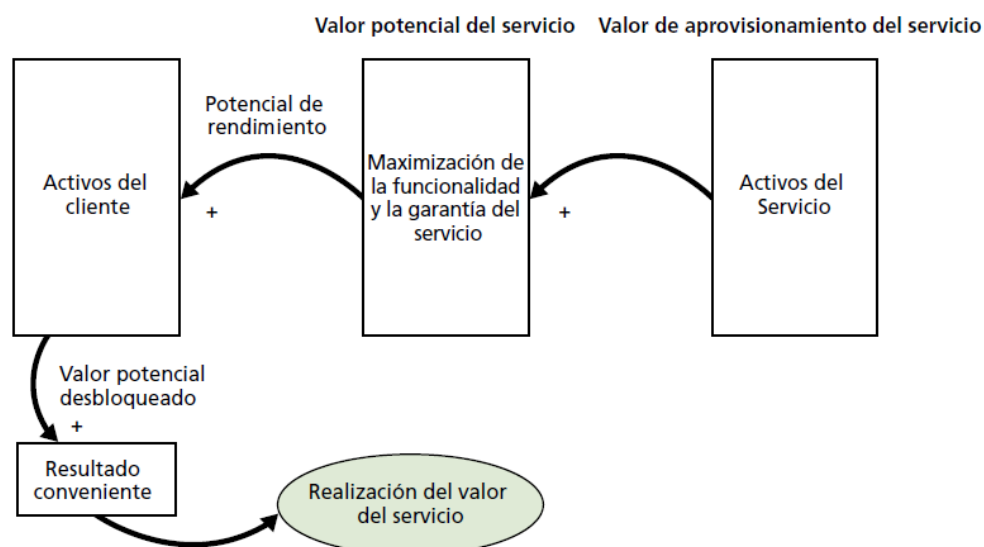 Valor potencial del servicio
Valor de aprovisionamiento del servicio
Potencial de
rendimiento
Activos del
cliente
+
Maximización de
la funcionalidad
y la garantía del
servicio
+
Activos del
Servicio
Valor potencial
desbloqueado
+
Resultado
conveniente
Realización del valor
del servicio